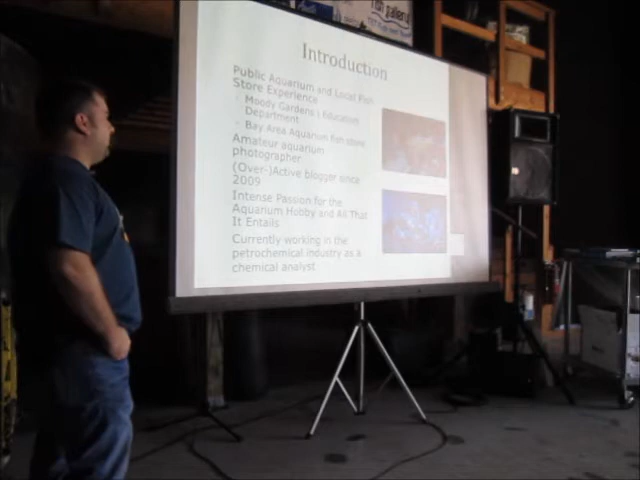 fish gallery
Introduction
Public Aquarium and Local Fish
Store Experience
Moody Gardens | Education
Department
Bay Area Aquarium fish store
Amateur aquarium
photographer
(Over-)Active blogger since
2009
Intense Passion for the
Aquarium Hobby and All That
It Entails
Currently working in the
petrochemical industry as a
chemical analyst